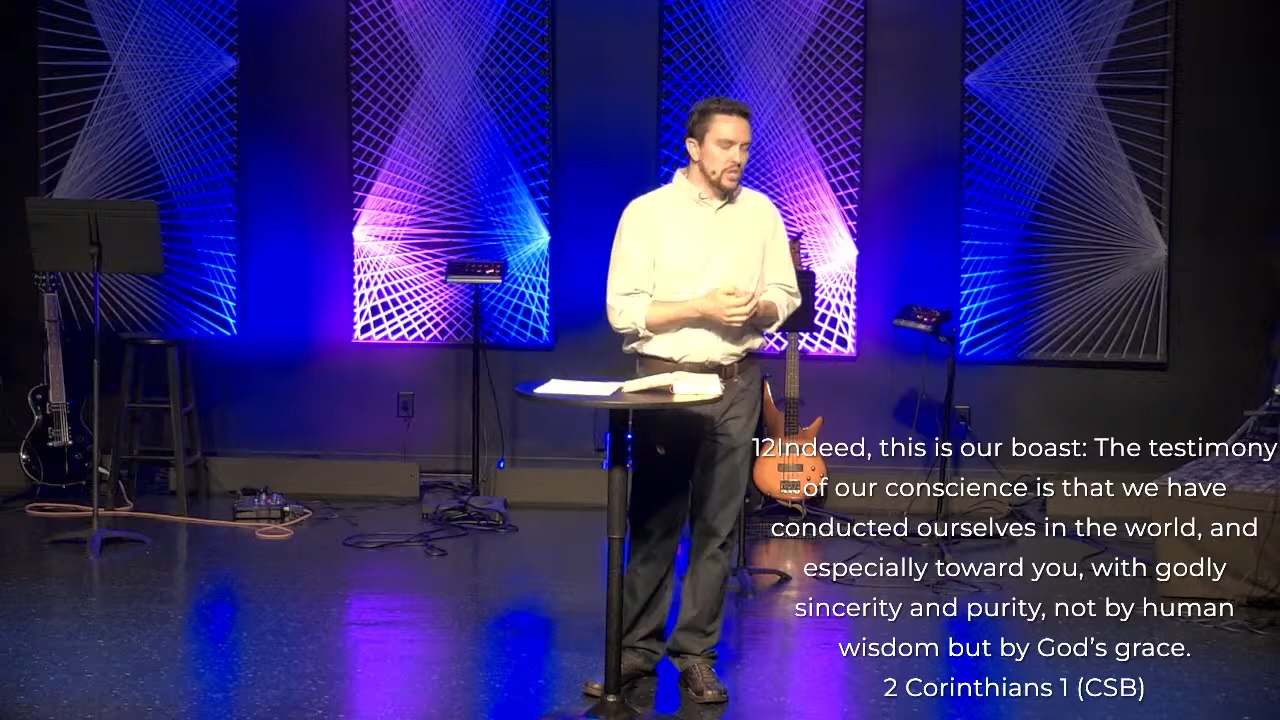 12Indeed, this is our boast: The testimony
of our conscience is that we have
conducted ourselves in the world, and
especially toward you, with godly
sincerity and purity, not by human
wisdom but by God’s grace.
2 Corinthians 1 (CSB)